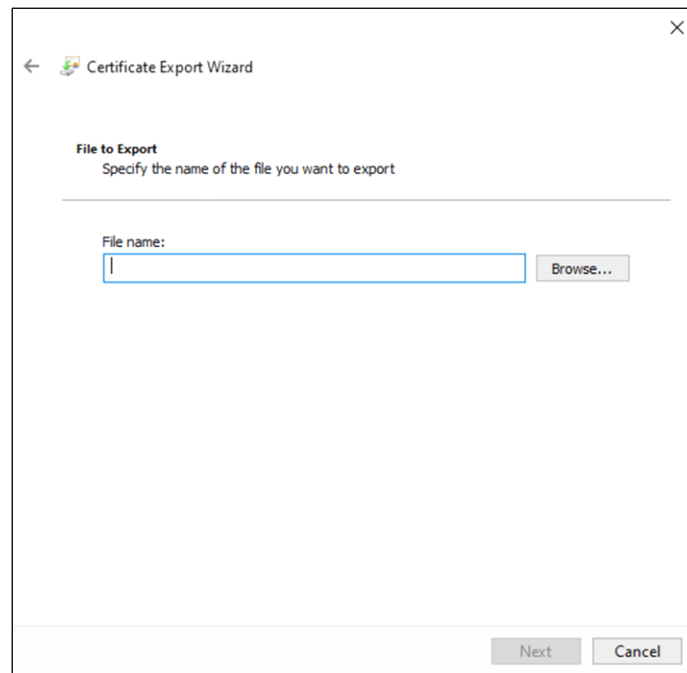 Certificate Export Wizard
File to Export
Specify the name of the file you want to export
File name:
Browse...
Next
Cancel